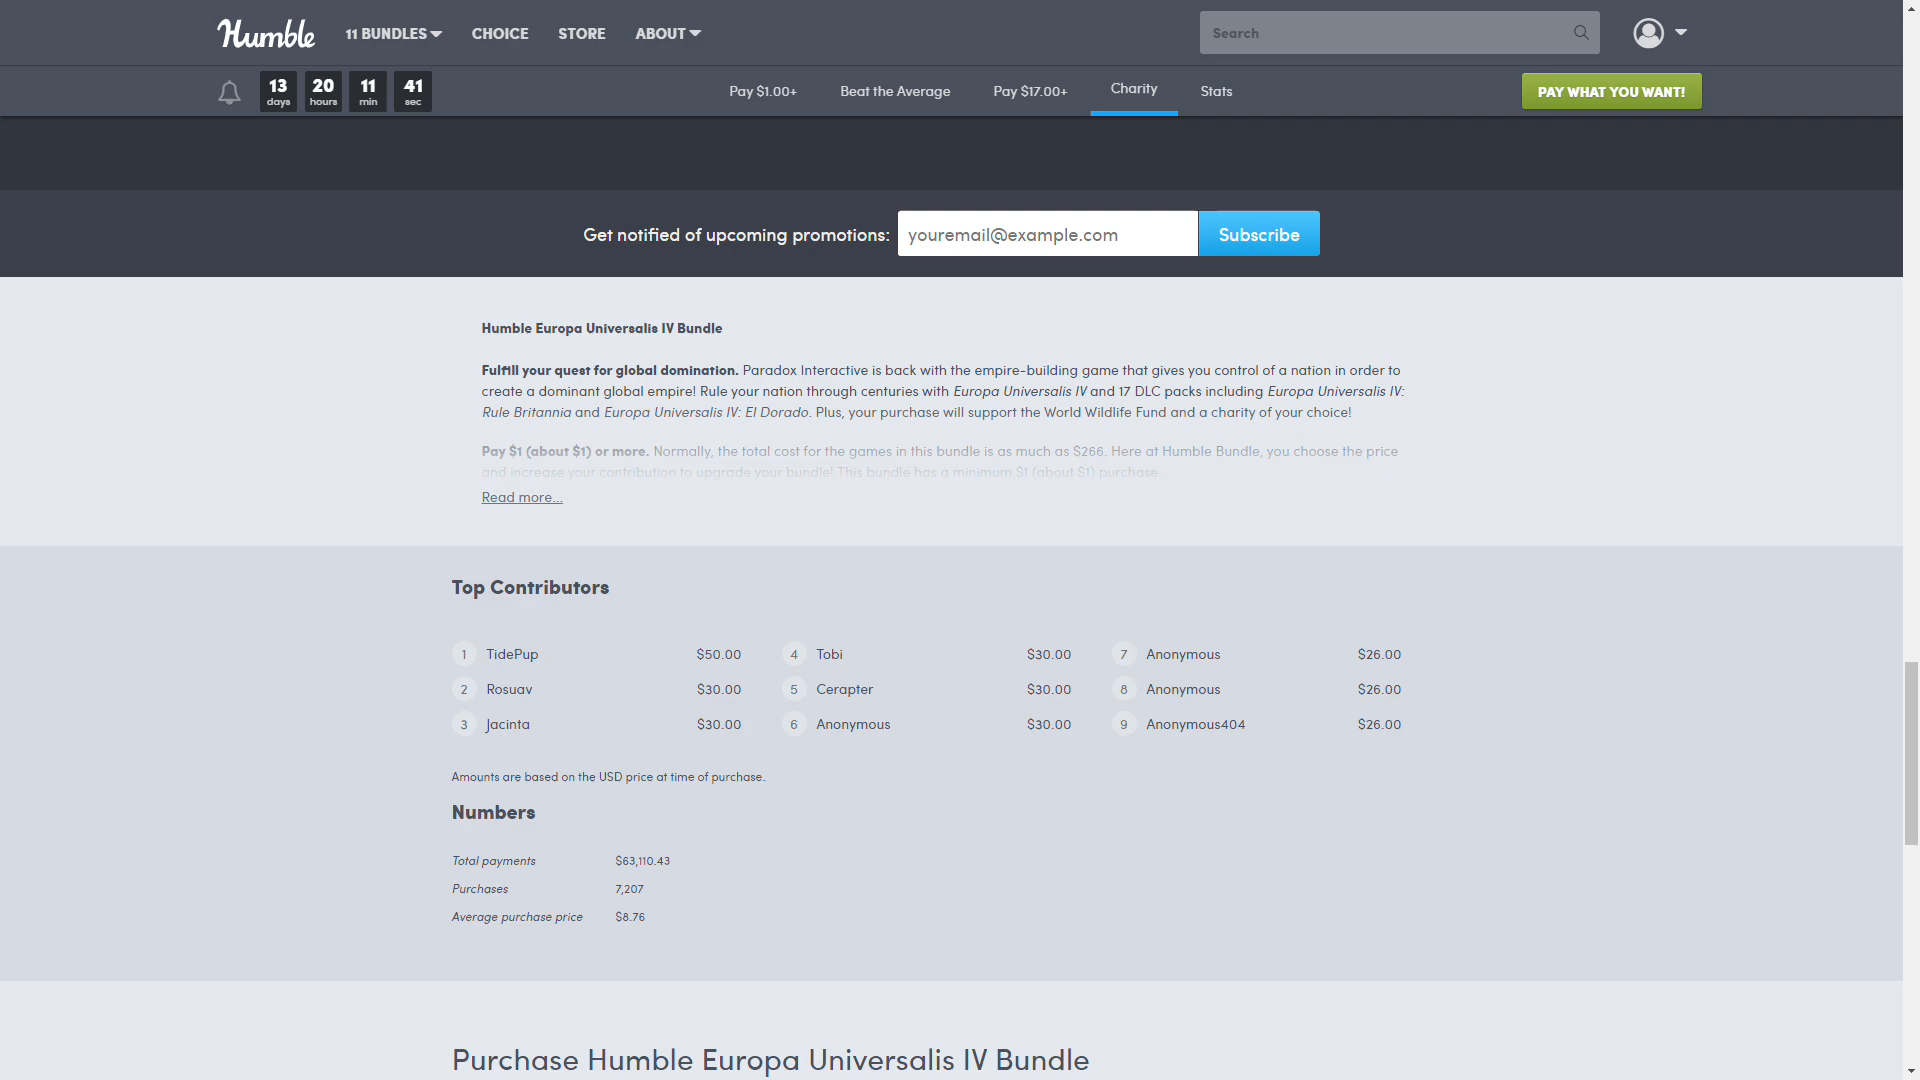 Humble
11 BUNDLES
CHOICE
STORE
ABOUT
Search
13 days
20 hours
11 min
41 sec
Pay $1.00+
Beat the Average
Pay $17.00+
Charity
Stats
PAY WHAT YOU WANT!
Get notified of upcoming promotions:
youremail@example.com
Subscribe
Humble Europa Universalis IV Bundle
Fulfill your quest for global domination. Paradox Interactive is back with the empire-building game that gives you control of a nation in order to
create a dominant global empire! Rule your nation through centuries with Europa Universalis IV and 17 DLC packs including Europa Universalis IV:
Rule Britannia and Europa Universalis IV: El Dorado. Plus, your purchase will support the World Wildlife Fund and a charity of your choice!
Pay $1 (about $1) or more. Normally, the total cost for the games in this bundle is as much as $266. Here at Humble Bundle, you choose the price
and increase your contribution to upgrade your bundle! This bundle has a minimum $1 (about $1) purchase
Read more...
Top Contributors
1 TidePup $50.00
2 Rosuav $30.00
3 Jacinta $30.00
4 Tobi $30.00
5 Cerapter $30.00
6 Anonymous $30.00
7 Anonymous $26.00
8 Anonymous $26.00
9 Anonymous404 $26.00
Amounts are based on the USD price at time of purchase.
Numbers
Total payments $63,110.43
Purchases 7,207
Average purchase price $8.76
Purchase Humble Europa Universalis IV Bundle